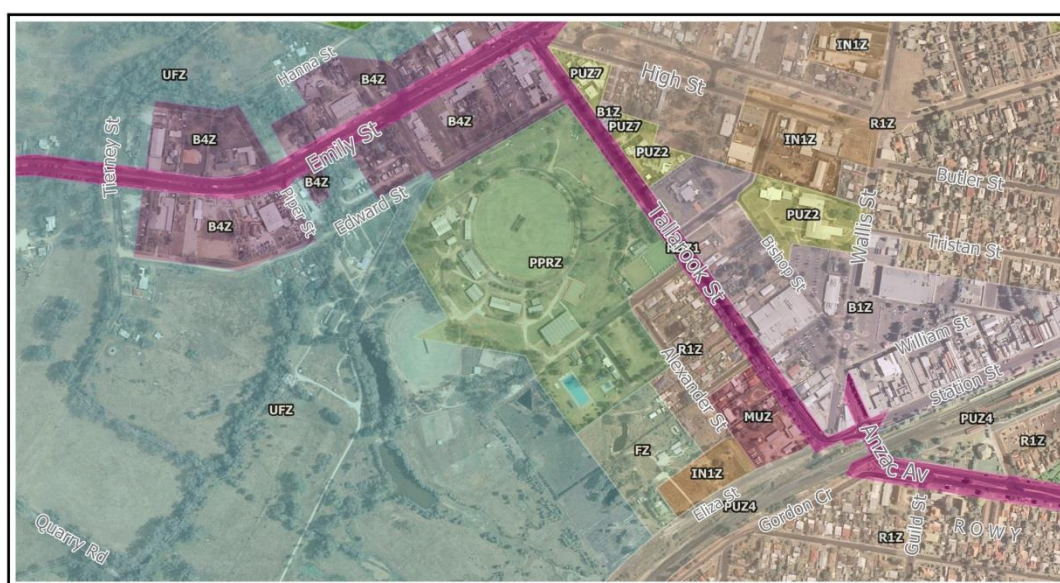 IN1Z
Hanna St
UFZ
B4Z
PUZ7
High St
B4Z
B4Z
B1Z
PUZ7
R1Z
IN1Z
Emily St
PUZ2
Tierney St
B4Z
Butler St
Piper St
Edward St
B4Z
PUZ2
Wallis St
Tallarook St
Tristan St
PPRZ
Bishop St
B1Z
William St
R1Z
Alexander St
Station St
UFZ
MUZ
PUZ4
Anzac Av
R1Z
FZ
IN1Z
Eliza St
PUZ4
Gordon Cr
Guild St
Quarry Rd
R1Z
ROWY